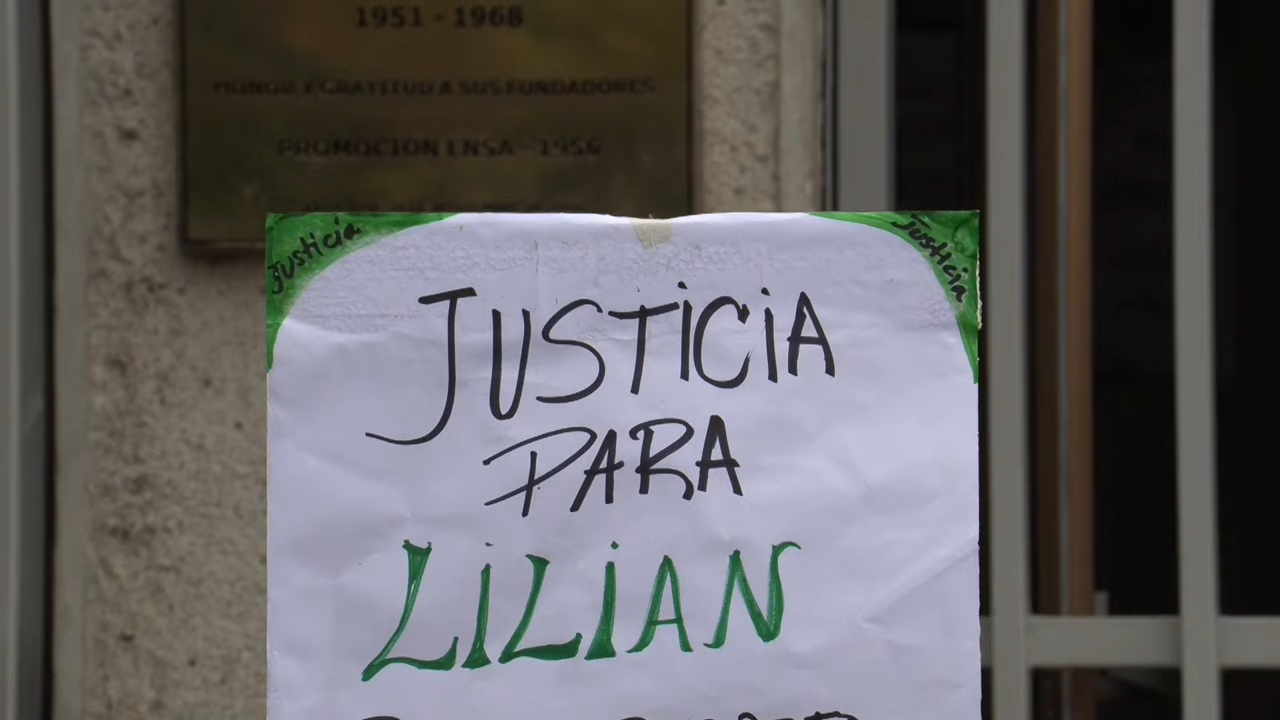 1951 - 1968
HONOR Y GRATITUD A SUS FUNDADORES
PROMOCION ENSA - 1956
Justicia
Justicia
JUSTiCiA
PARA
LiLiAN